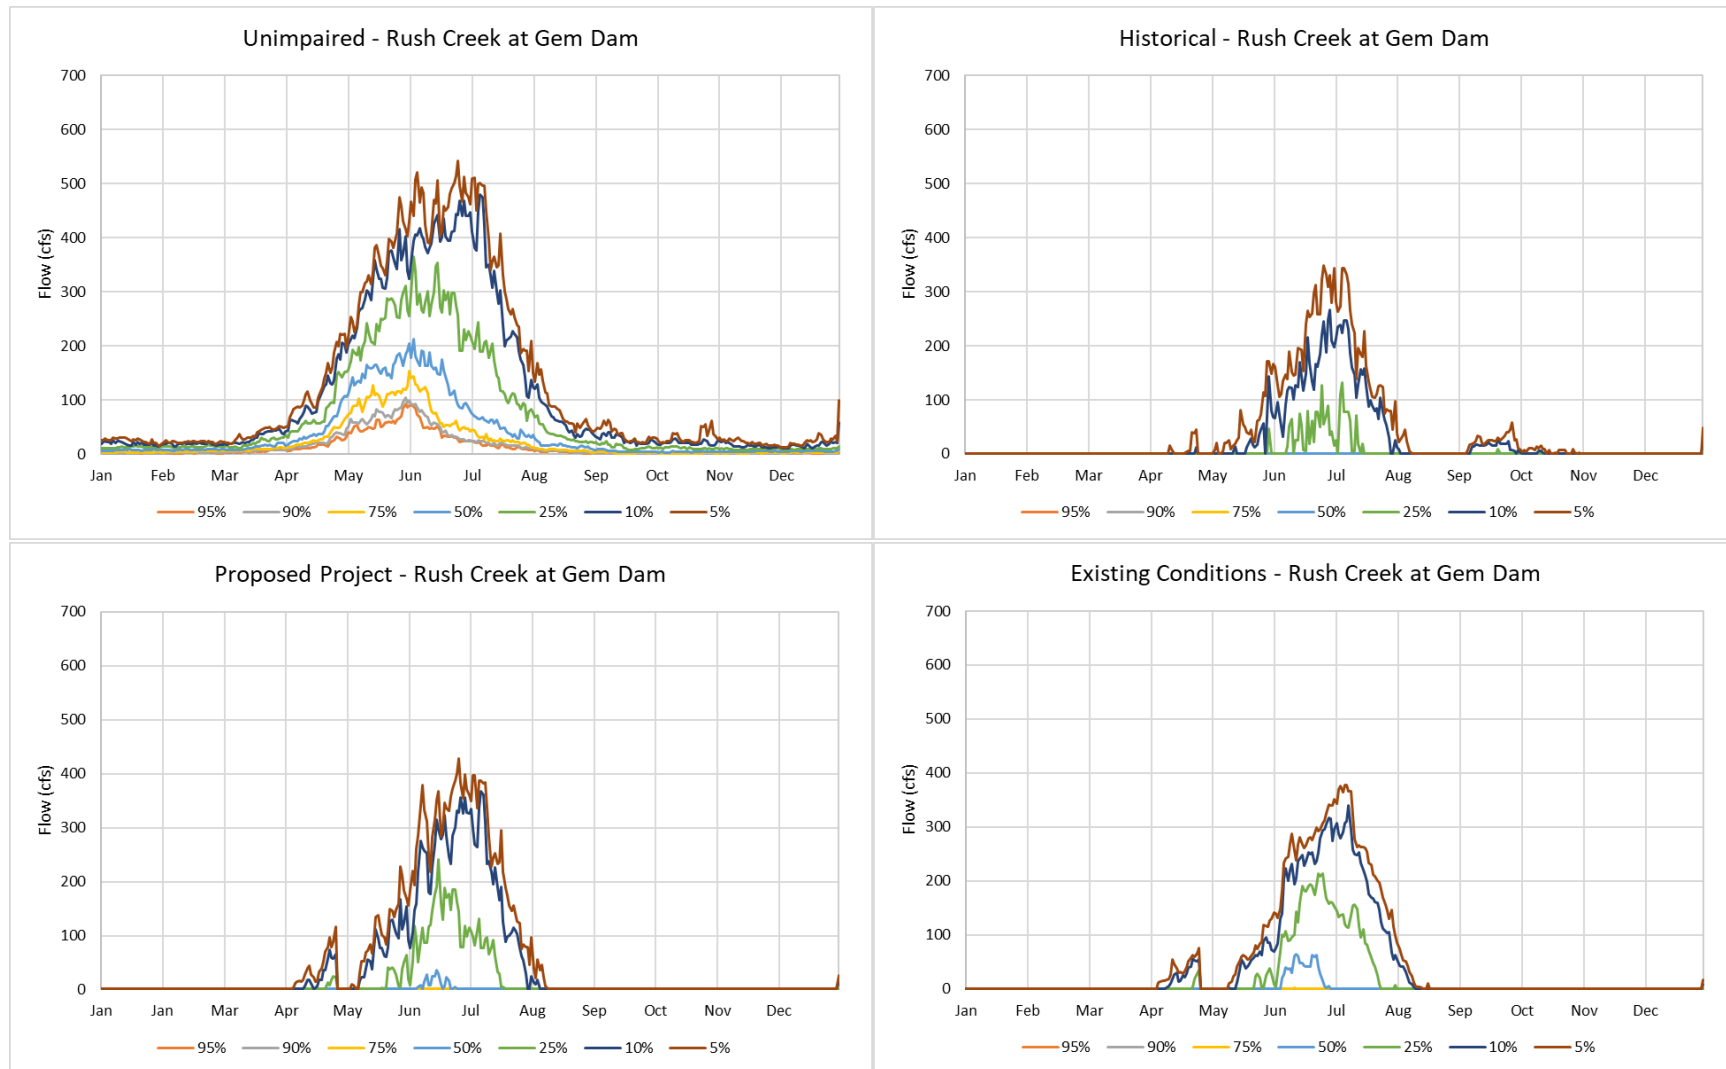 Unimpaired - Rush Creek at Gem Dam
700
600
500
400
300
200
100
0
Flow (cfs)
Jan Feb Mar Apr May Jun Jul Aug Sep Oct Nov Dec
95% 90% 75% 50% 25% 10% 5%
Historical - Rush Creek at Gem Dam
700
600
500
400
300
200
100
0
Flow (cfs)
Jan Feb Mar Apr May Jun Jul Aug Sep Oct Nov Dec
95% 90% 75% 50% 25% 10% 5%
Proposed Project - Rush Creek at Gem Dam
700
600
500
400
300
200
100
0
Flow (cfs)
Jan Feb Mar Apr May Jun Jul Aug Sep Oct Nov Dec
95% 90% 75% 50% 25% 10% 5%
Existing Conditions - Rush Creek at Gem Dam
700
600
500
400
300
200
100
0
Flow (cfs)
Jan Feb Mar Apr May Jun Jul Aug Sep Oct Nov Dec
95% 90% 75% 50% 25% 10% 5%